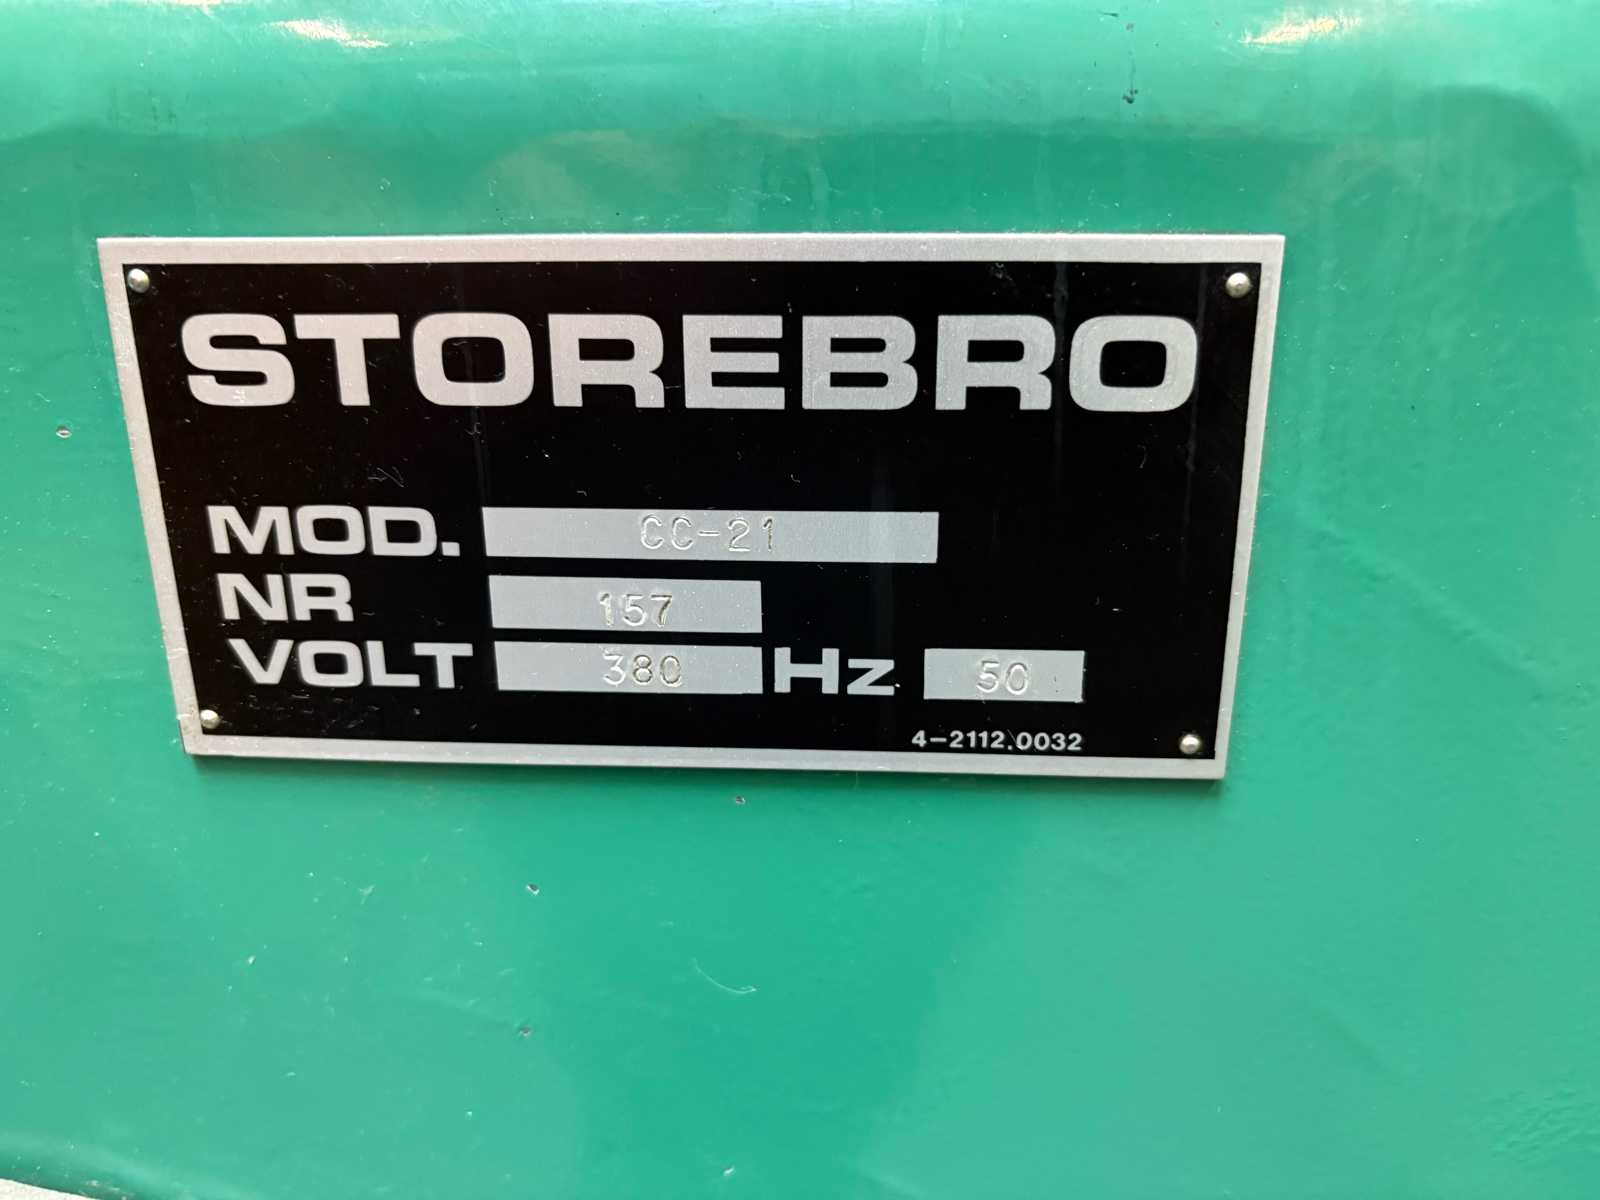 STOREBRO
MOD. CC-21
NR 157
VOLT 380 Hz 50
4-2112.0032